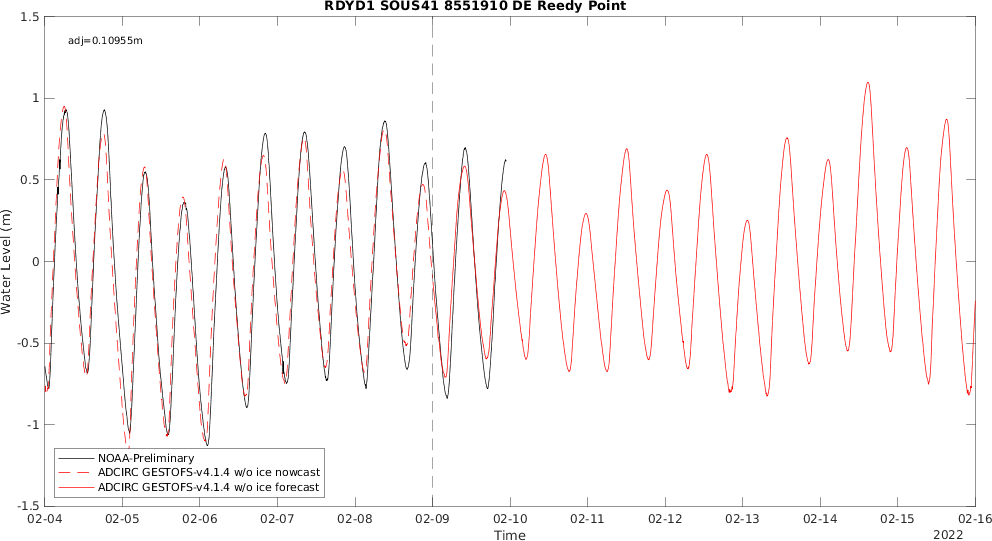 RDYD1 SOUS41 8551910 DE Reedy Point
adj=0.10955m
1.5
1
0.5
0
-0.5
-1
-1.5
Water Level (m)
NOAA-Preliminary
ADCIRC GESTOFS-v4.1.4 w/o ice nowcast
ADCIRC GESTOFS-v4.1.4 w/o ice forecast
02-04 02-05 02-06 02-07 02-08 02-09 02-10 02-11 02-12 02-13 02-14 02-15 02-16
Time
2022